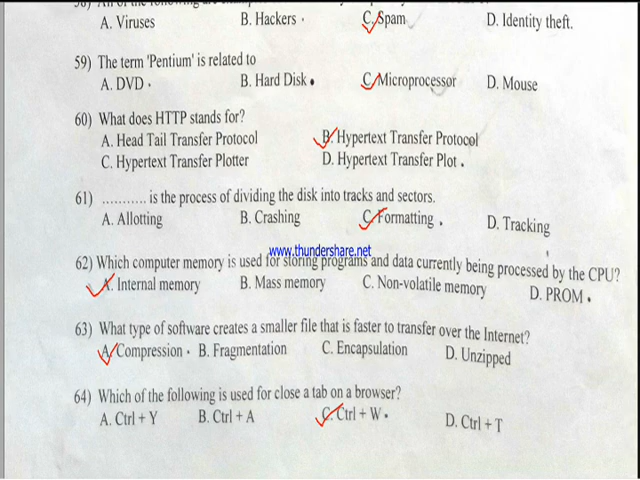 A. Viruses B. Hackers C. Spam D. Identity theft.
59) The term 'Pentium' is related to
A. DVD B. Hard Disk C. Microprocessor D. Mouse
60) What does HTTP stands for?
A. Head Tail Transfer Protocol B. Hypertext Transfer Protocol
C. Hypertext Transfer Plotter D. Hypertext Transfer Plot
61) ........... is the process of dividing the disk into tracks and sectors.
A. Allotting B. Crashing C. Formatting D. Tracking
www.thundershare.net
62) Which computer memory is used for storing programs and data currently being processed by the CPU?
A. Internal memory B. Mass memory C. Non-volatile memory D. PROM
63) What type of software creates a smaller file that is faster to transfer over the Internet?
A. Compression B. Fragmentation C. Encapsulation D. Unzipped
64) Which of the following is used for close a tab on a browser?
A. Ctrl + Y B. Ctrl + A C. Ctrl + W D. Ctrl + T